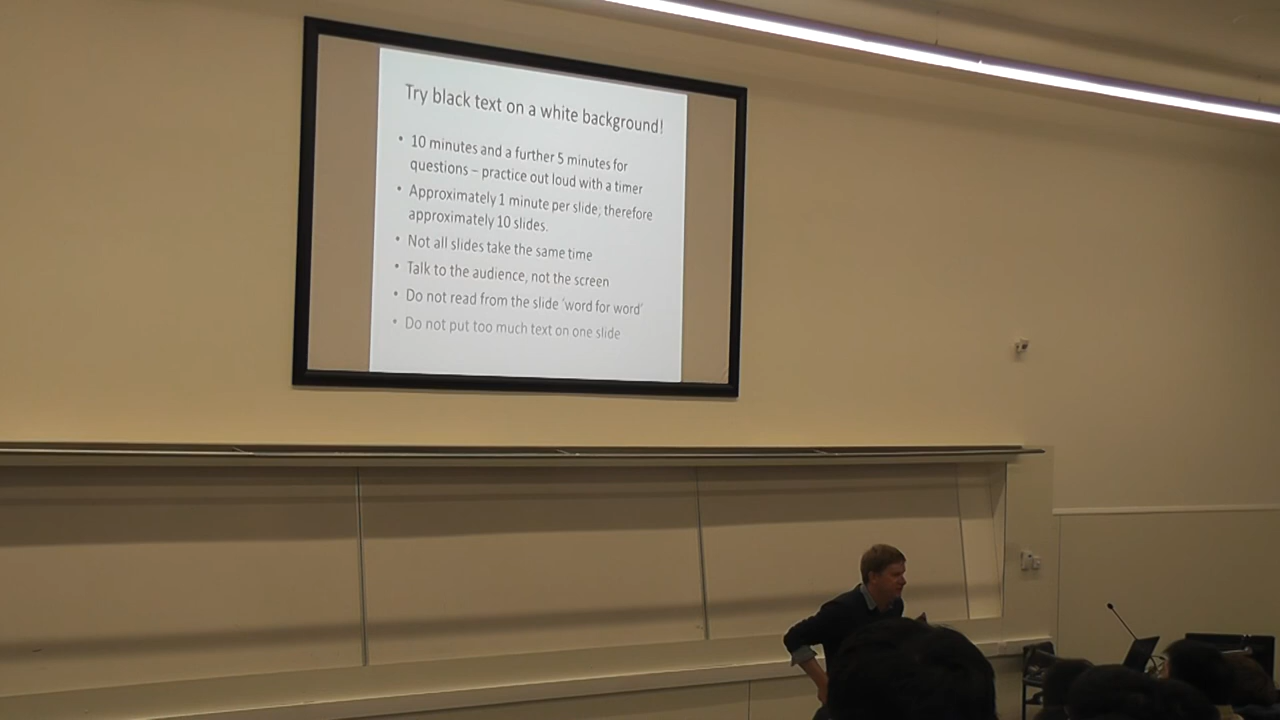 Try black text on a white background!
• 10 minutes and a further 5 minutes for
questions – practice out loud with a timer
• Approximately 1 minute per slide, therefore
approximately 10 slides.
• Not all slides take the same time
• Talk to the audience, not the screen
• Do not read from the slide ‘word for word’
• Do not put too much text on one slide